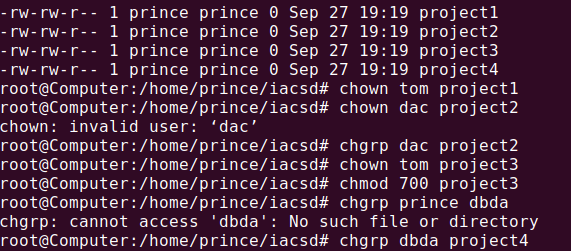 -rw-rw-r-- 1 prince prince 0 Sep 27 19:19 project1
-rw-rw-r-- 1 prince prince 0 Sep 27 19:19 project2
-rw-rw-r-- 1 prince prince 0 Sep 27 19:19 project3
-rw-rw-r-- 1 prince prince 0 Sep 27 19:19 project4
root@Computer:/home/prince/iacsd# chown tom project1
root@Computer:/home/prince/iacsd# chown dac project2
chown: invalid user: ‘dac’
root@Computer:/home/prince/iacsd# chgrp dac project2
root@Computer:/home/prince/iacsd# chown tom project3
root@Computer:/home/prince/iacsd# chmod 700 project3
root@Computer:/home/prince/iacsd# chgrp prince dbda
chgrp: cannot access 'dbda': No such file or directory
root@Computer:/home/prince/iacsd# chgrp dbda project4